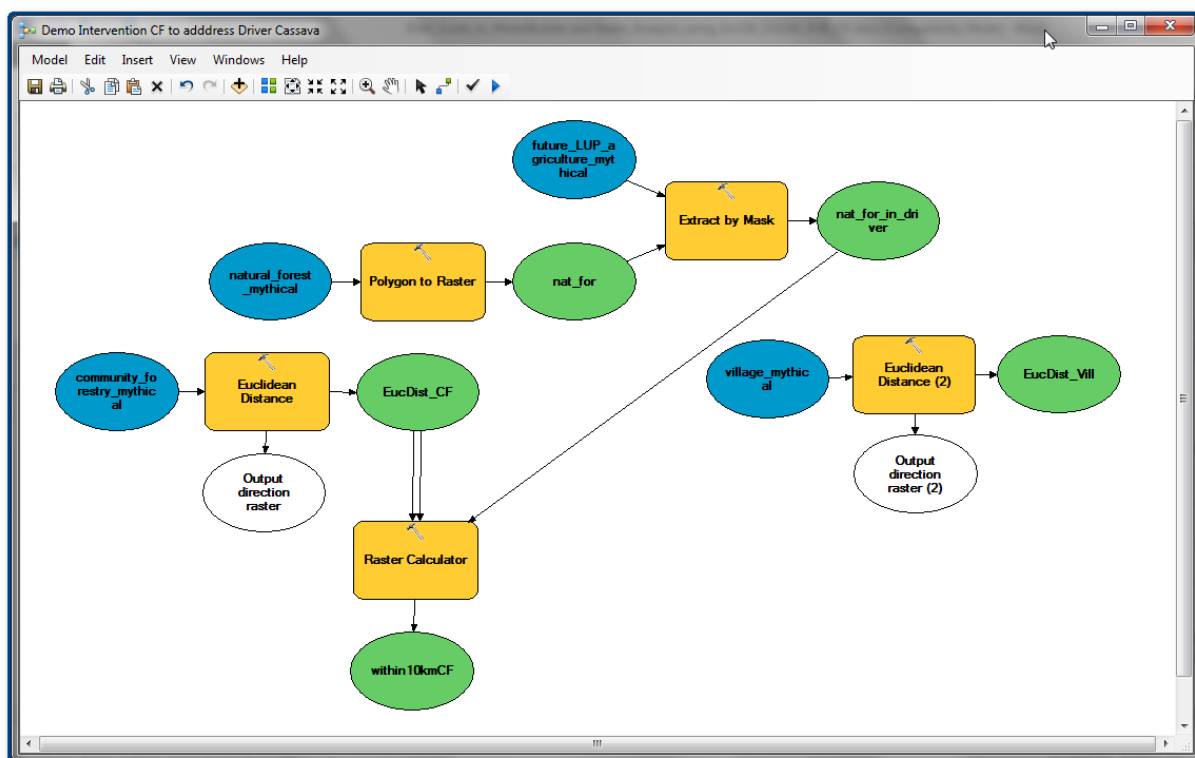 Demo Intervention CF to adddress Driver Cassava
Model Edit Insert View Windows Help
future_LUP_a
griculture_myt
hical
Extract by Mask
nat_for_in_dri
ver
natural_forest
_mythical
Polygon to Raster
nat_for
community_fo
restry_mythic
al
Euclidean
Distance
EucDist_CF
village_mythic
al
Euclidean
Distance (2)
EucDist_Vill
Output
direction
raster
Output
direction
raster (2)
Raster Calculator
within10kmCF